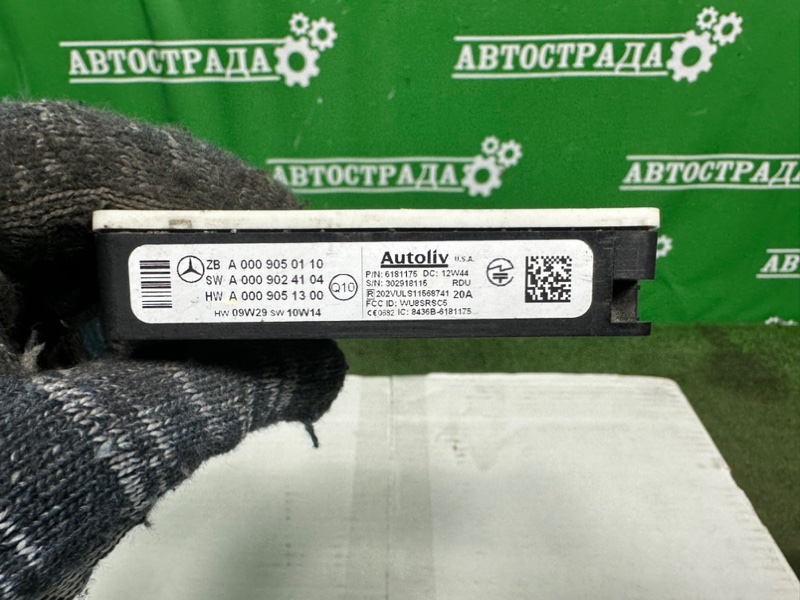 АВТОСТРАДА
АВТОСТРАДА
АВТОСТРАДА
АВТОСТРАДА
ZB A 000 905 01 10
SW A 000 902 41 04
HW A 000 905 13 00
HW 09W29 SW 10W14
Q10
Autoliv U.S.A.
P/N: 6181175 DC: 12W44
S/N: 302918115 RDU
R 202VULS11568741 20A
FCC ID: WU8SRSC5
CE0682 IC: 8436B-6181175